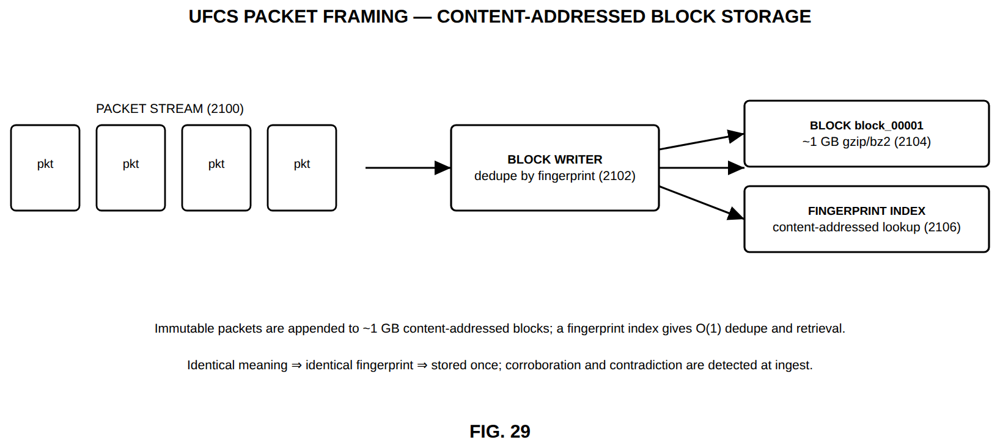 UFCS PACKET FRAMING — CONTENT-ADDRESSED BLOCK STORAGE
PACKET STREAM (2100)
pkt
pkt
pkt
pkt
BLOCK WRITER
dedupe by fingerprint (2102)
BLOCK block_00001
~1 GB gzip/bz2 (2104)
FINGERPRINT INDEX
content-addressed lookup (2106)
Immutable packets are appended to ~1 GB content-addressed blocks; a fingerprint index gives O(1) dedupe and retrieval.
Identical meaning ⇒ identical fingerprint ⇒ stored once; corroboration and contradiction are detected at ingest.
FIG. 29